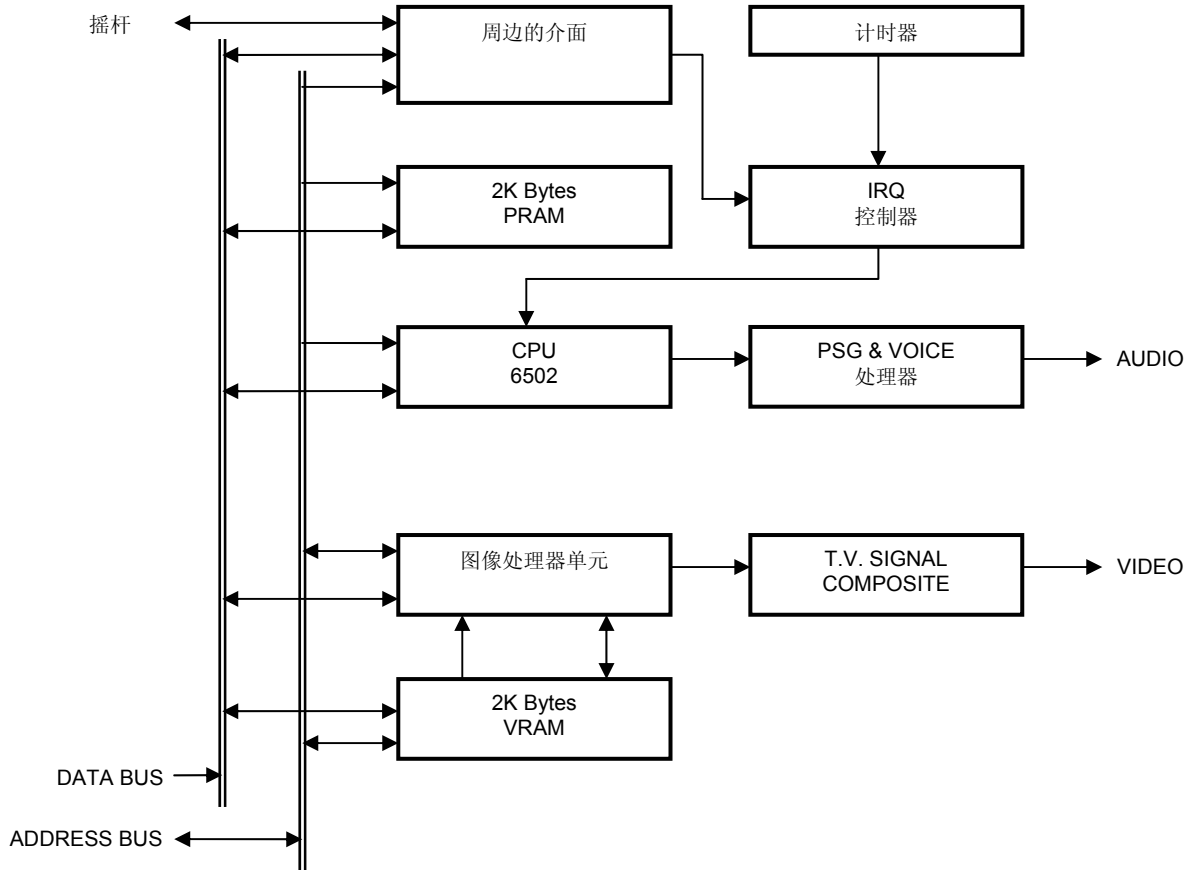 摇杆
周边的介面
计时器
2K Bytes
PRAM
IRQ
控制器
CPU
6502
PSG & VOICE
处理器
AUDIO
图像处理器单元
T.V. SIGNAL
COMPOSITE
VIDEO
2K Bytes
VRAM
DATA BUS
ADDRESS BUS